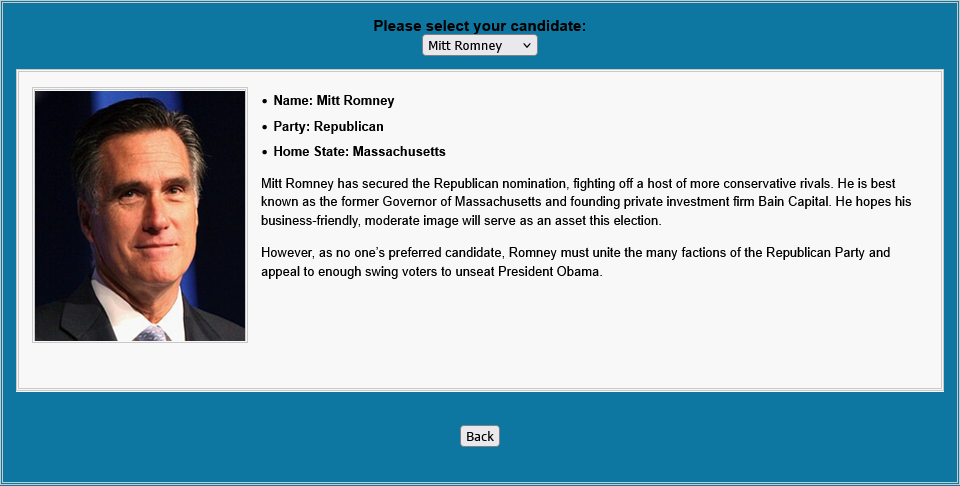 Please select your candidate:
Mitt Romney
• Name: Mitt Romney
• Party: Republican
• Home State: Massachusetts
Mitt Romney has secured the Republican nomination, fighting off a host of more conservative rivals. He is best
known as the former Governor of Massachusetts and founding private investment firm Bain Capital. He hopes his
business-friendly, moderate image will serve as an asset this election.
However, as no one’s preferred candidate, Romney must unite the many factions of the Republican Party and
appeal to enough swing voters to unseat President Obama.
Back